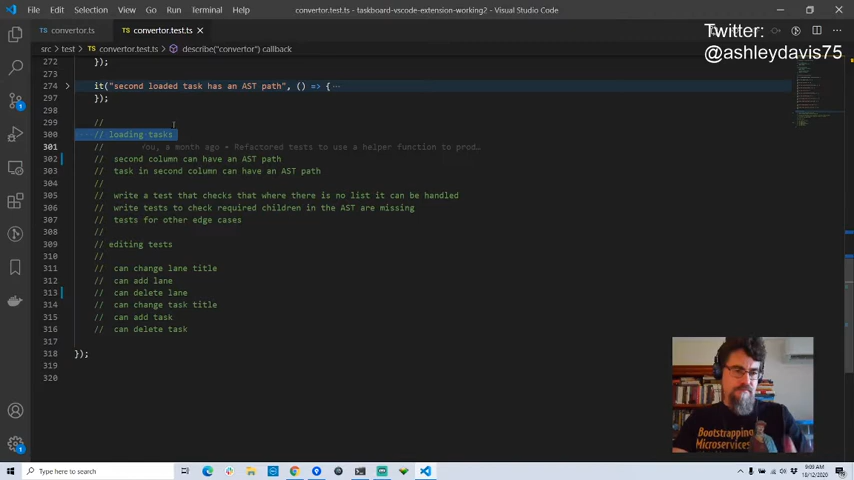 File Edit Selection View Go Run Terminal Help
convertor.test.ts - taskboard-vscode-extension-working2 - Visual Studio Code
TS convertor.ts
TS convertor.test.ts ×
Twitter:
@ashleydavis75
src > test > TS convertor.test.ts > describe("convertor") callback
272 });
273
274 > it("second loaded task has an AST path", () => { ···
297 });
298
299 //
300 // loading tasks
301 // You, a month ago • Refactored tests to use a helper function to prod…
302 // second column can have an AST path
303 // task in second column can have an AST path
304 //
305 // write a test that checks that where there is no list it can be handled
306 // write tests to check required children in the AST are missing
307 // tests for other edge cases
308 //
309 // editing tests
310 //
311 // can change lane title
312 // can add lane
313 // can delete lane
314 // can change task title
315 // can add task
316 // can delete task
317
318 });
319
320
Bootstrapping
Microservices
Type here to search
9:09 AM
18/12/2020